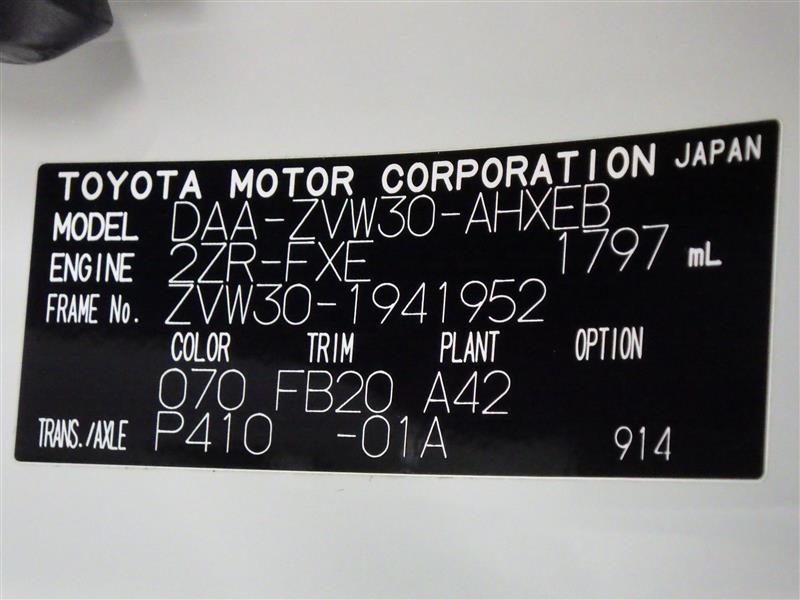 TOYOTA MOTOR CORPORATION JAPAN
MODEL DAA-ZVW30-AHXEB
ENGINE 2ZR-FXE 1797 mL
FRAME No. ZVW30-1941952
COLOR TRIM PLANT OPTION
070 FB20 A42
TRANS./AXLE P410 -01A 914